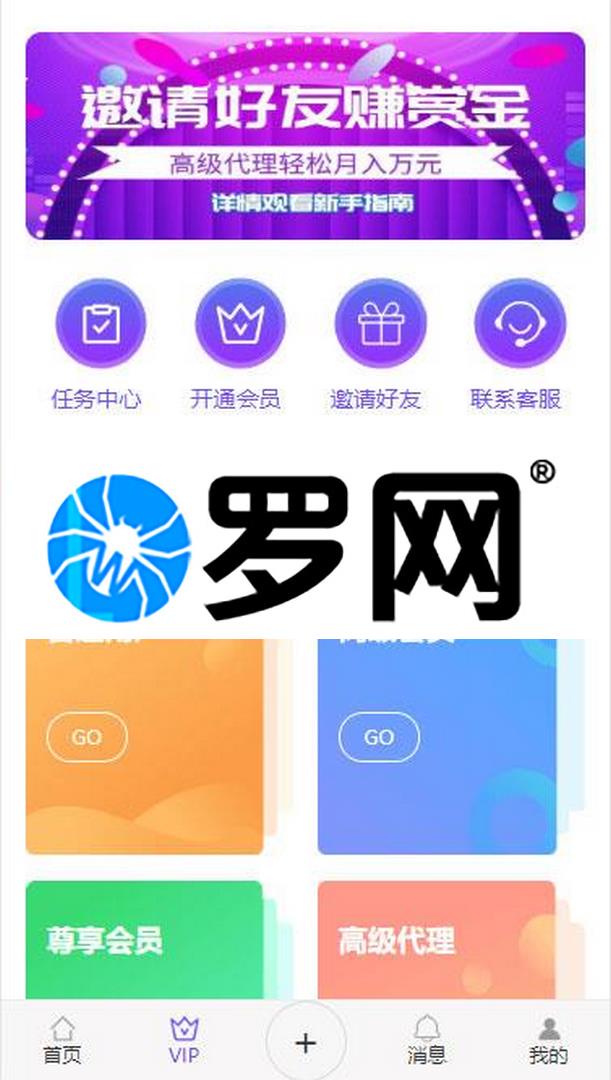 邀请好友赚赏金
高级代理轻松月入万元
详情观看新手指南
任务中心
开通会员
邀请好友
联系客服
罗网®
GO
GO
尊享会员
高级代理
首页
VIP
+
消息
我的